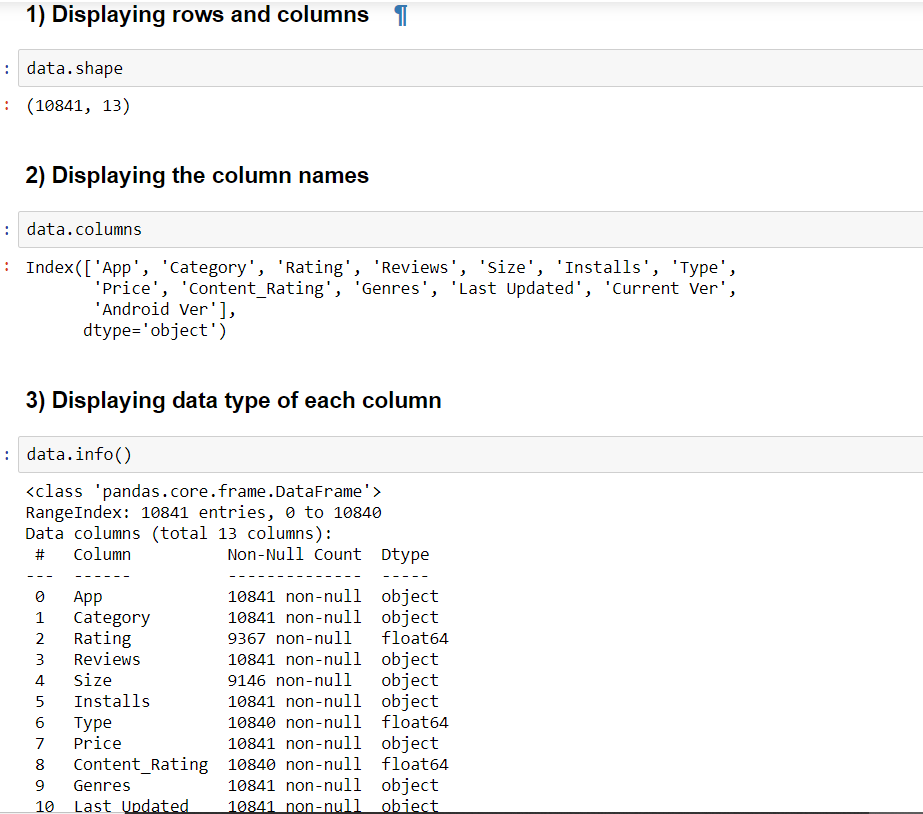 1) Displaying rows and columns ¶
: data.shape
: (10841, 13)
2) Displaying the column names
: data.columns
: Index(['App', 'Category', 'Rating', 'Reviews', 'Size', 'Installs', 'Type',
'Price', 'Content_Rating', 'Genres', 'Last Updated', 'Current Ver',
'Android Ver'],
dtype='object')
3) Displaying data type of each column
: data.info()
<class 'pandas.core.frame.DataFrame'>
RangeIndex: 10841 entries, 0 to 10840
Data columns (total 13 columns):
# Column Non-Null Count Dtype
--- ------ -------------- -----
0 App 10841 non-null object
1 Category 10841 non-null object
2 Rating 9367 non-null float64
3 Reviews 10841 non-null object
4 Size 9146 non-null object
5 Installs 10841 non-null object
6 Type 10840 non-null float64
7 Price 10841 non-null object
8 Content_Rating 10840 non-null float64
9 Genres 10841 non-null object
10 Last Updated 10841 non-null object